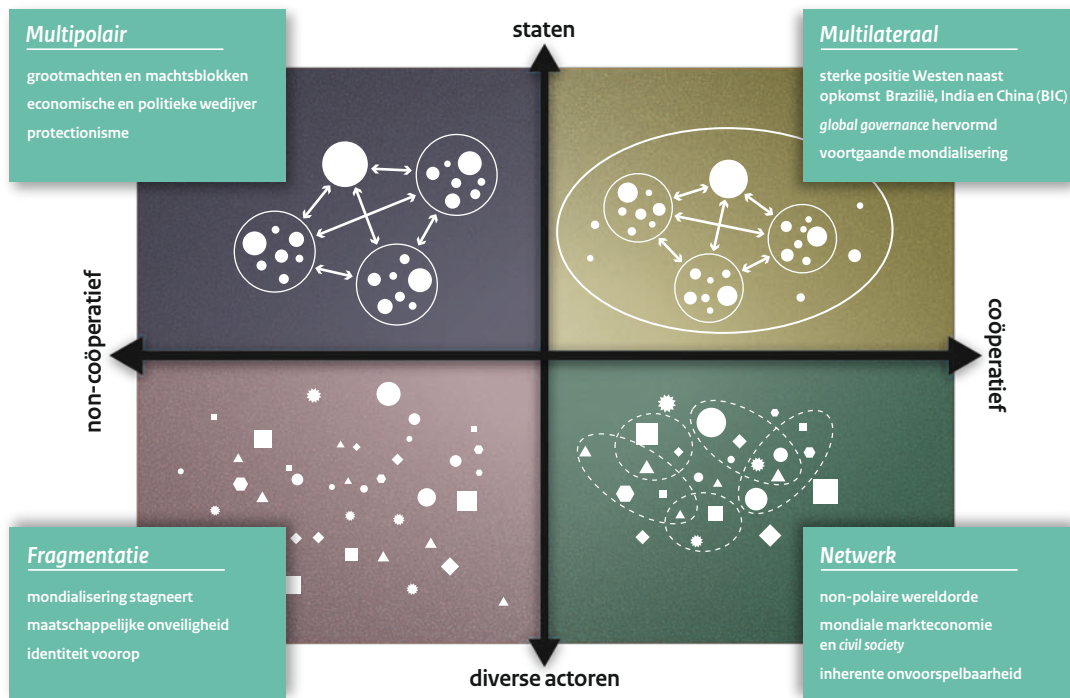 Multipolair
grootmachten en machtsblokken
economische en politieke wedijver
protectionisme
staten
Multilateraal
sterke positie Westen naast
opkomst Brazilië, India en China (BIC)
global governance hervormd
voortgaande mondialisering
non-coöperatief
coöperatief
Fragmentatie
mondialisering stagneert
maatschappelijke onveiligheid
identiteit voorop
diverse actoren
Netwerk
non-polaire wereldorde
mondiale markteconomie
en civil society
inherente onvoorspelbaarheid